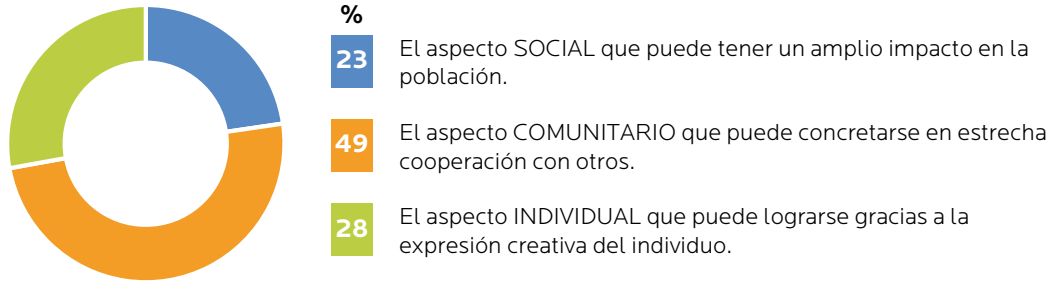 %
23
El aspecto SOCIAL que puede tener un amplio impacto en la
población.
49
El aspecto COMUNITARIO que puede concretarse en estrecha
cooperación con otros.
28
El aspecto INDIVIDUAL que puede lograrse gracias a la
expresión creativa del individuo.